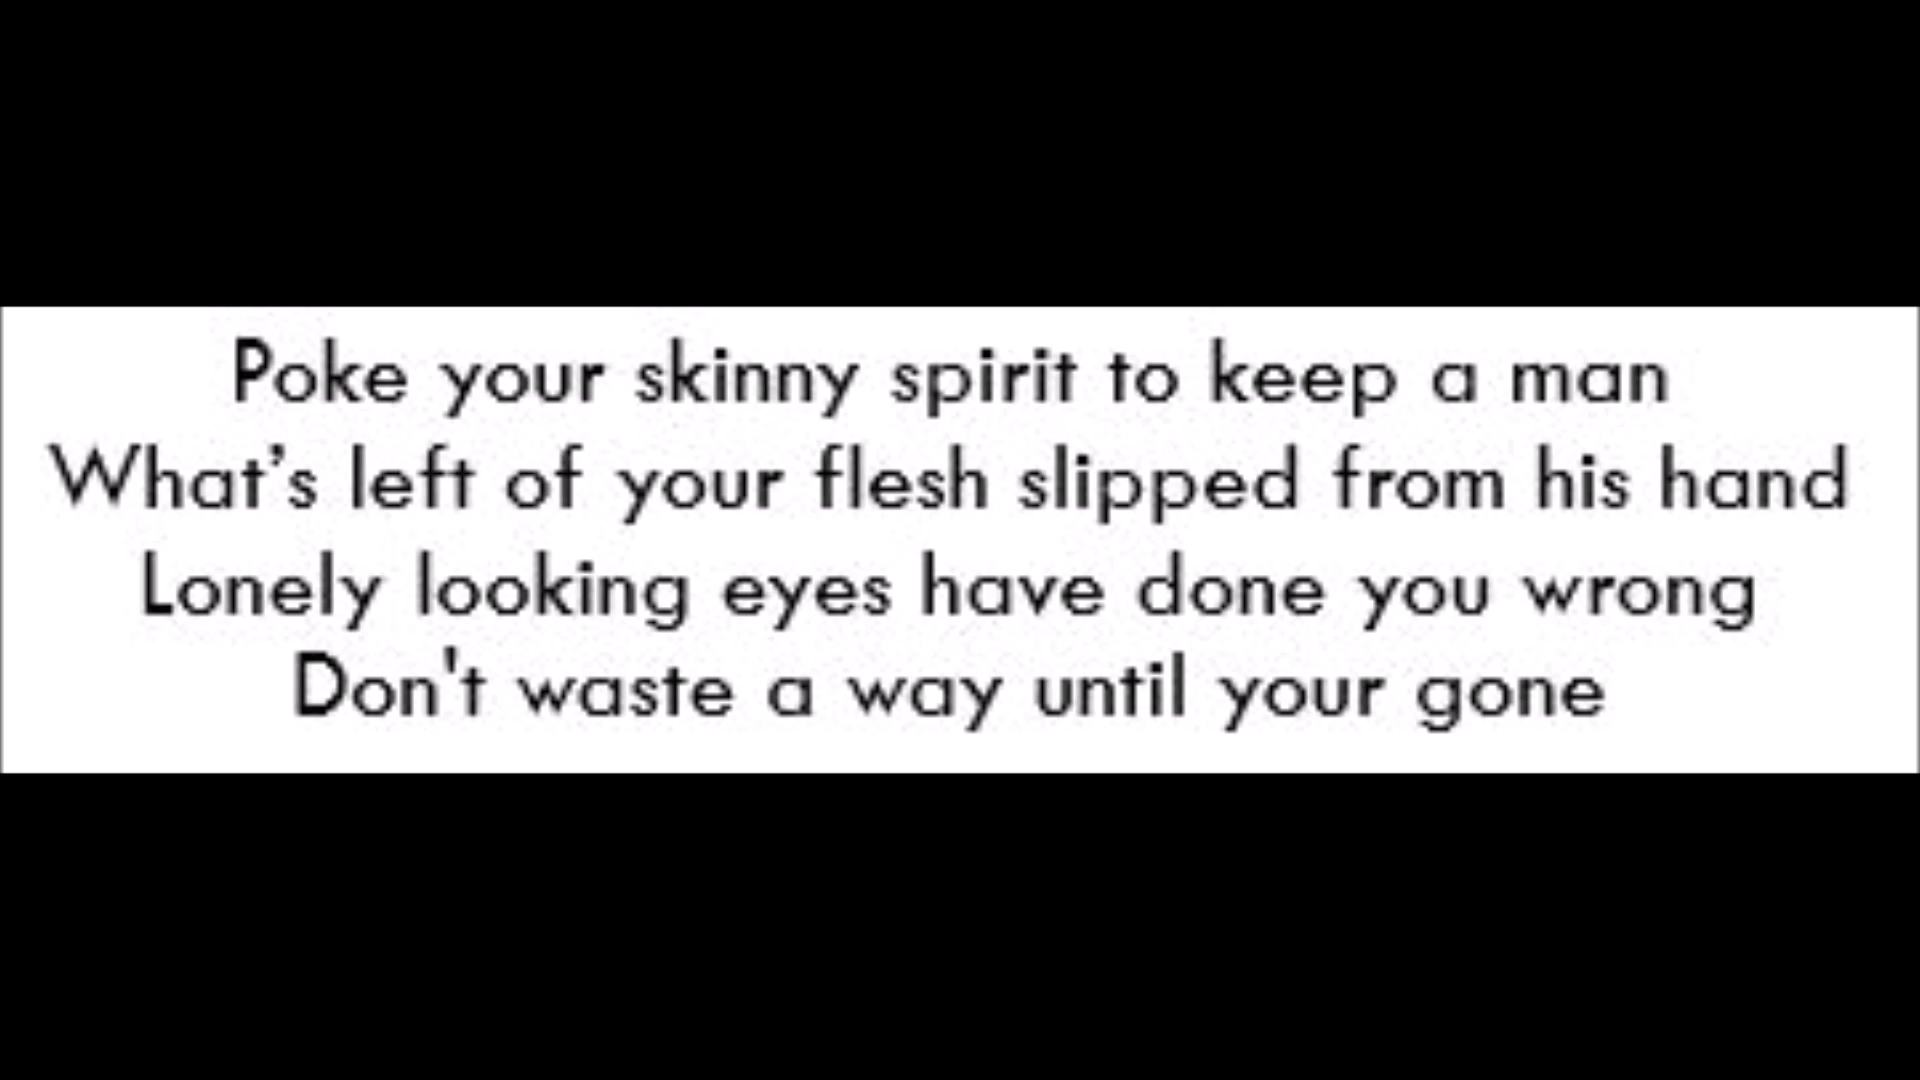 Poke your skinny spirit to keep a man
What’s left of your flesh slipped from his hand
Lonely looking eyes have done you wrong
Don't waste a way until your gone